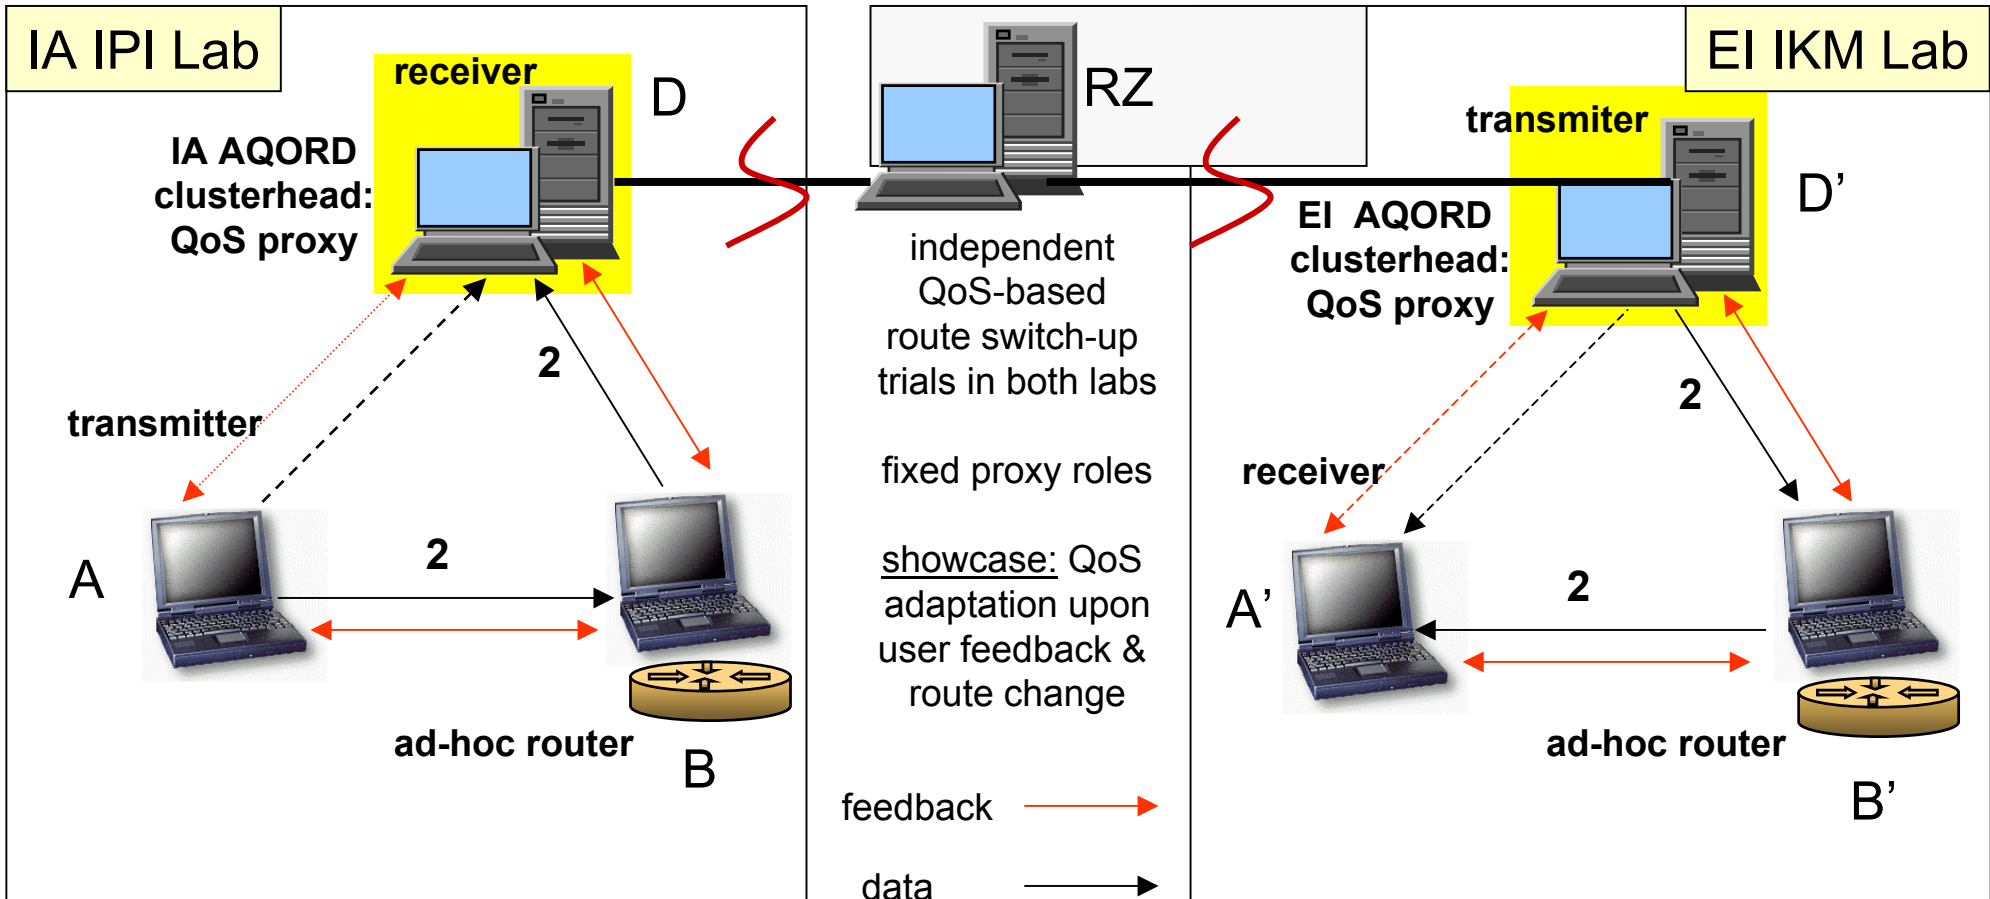 IA IPI Lab
receiver
D
IA AQORD
clusterhead:
QoS proxy
2
transmitter
A
2
ad-hoc router
B
RZ
independent
QoS-based
route switch-up
trials in both labs
fixed proxy roles
showcase: QoS
adaptation upon
user feedback &
route change
feedback
data
EI IKM Lab
transmiter
D’
EI AQORD
clusterhead:
QoS proxy
2
receiver
A’
2
ad-hoc router
B’